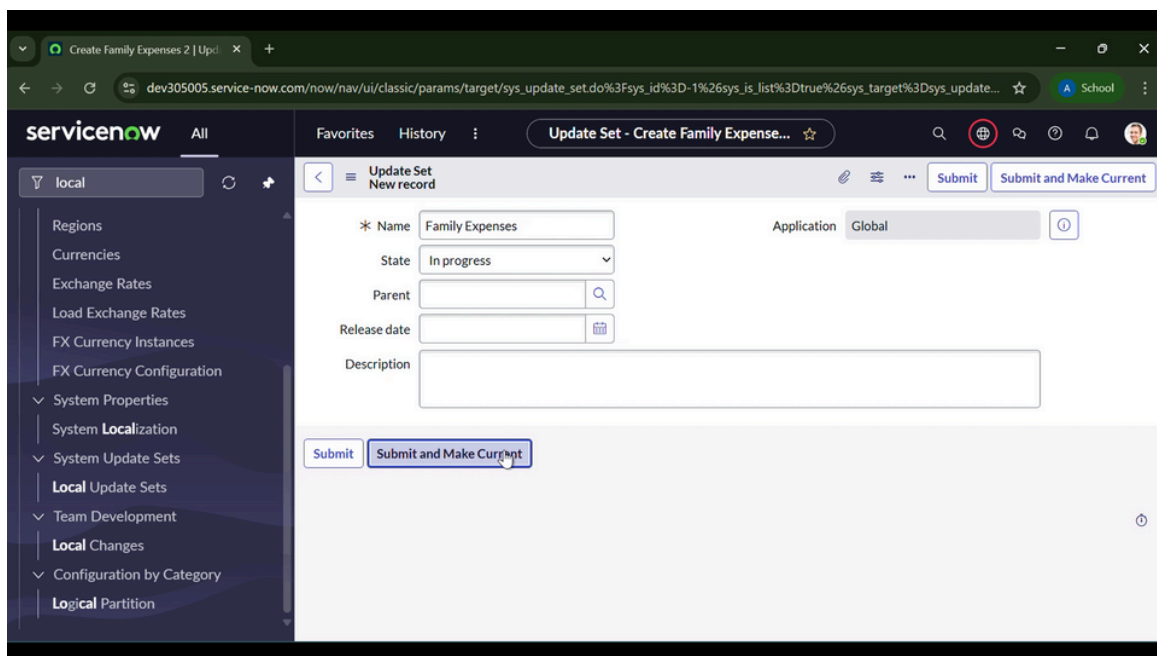 Create Family Expenses 2 | Upd
dev305005.service-now.com/now/nav/ui/classic/params/target/sys_update_set.do%3Fsys_id%3D-1%26sys_is_list%3Dtrue%26sys_target%3Dsys_update...
A School
servicenow All Favorites History Update Set - Create Family Expense...
local
Update Set
New record
Submit Submit and Make Current
Regions
Currencies
Exchange Rates
Load Exchange Rates
FX Currency Instances
FX Currency Configuration
System Properties
System Localization
System Update Sets
Local Update Sets
Team Development
Local Changes
Configuration by Category
Logical Partition
Name Family Expenses
Application Global
State In progress
Parent
Release date
Description
Submit Submit and Make Current